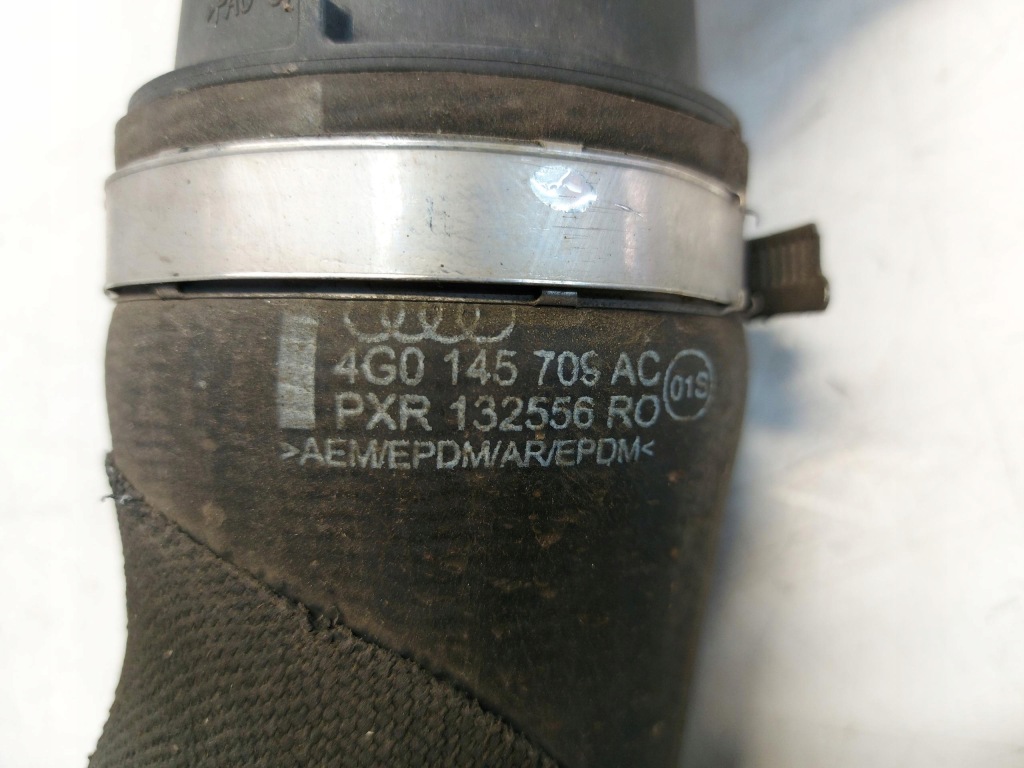 4G0 145 709 AC
01S
PXR 132556 RO
>AEM/EPDM/AR/EPDM<